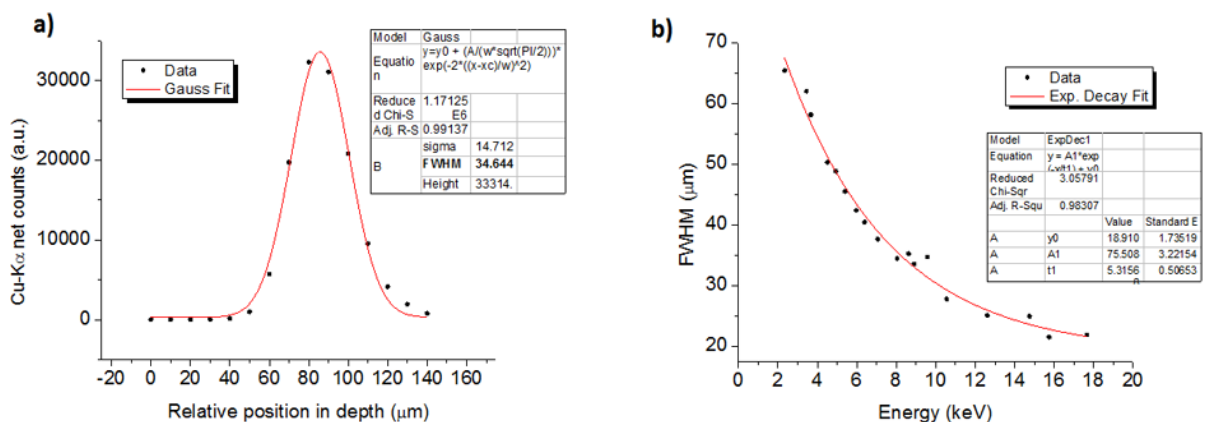 a)
Data
Gauss Fit
Model Gauss
Equatio
n
y=y0 + (A/(w*sqrt(PI/2)))*
exp(-2*((x-xc)/w)^2)
Reduce
d Chi-S
1.17125
E6
Adj. R-S 0.99137
B
sigma 14.712
FWHM 34.644
Height 33314.
Cu-Kα net counts (a.u.)
30000
20000
10000
0
-20 0 20 40 60 80 100 120 140 160
Relative position in depth (μm)
b)
Data
Exp. Decay Fit
Model ExpDec1
Equation y = A1*exp
(-x/t1) + y0
Reduced
Chi-Sqr
3.05791
Adj. R-Squ 0.98307
Value Standard E
A y0 18.910 1.73519
A A1 75.508 3.22154
A t1 5.3156 0.50653
FWHM (μm)
70
60
50
40
30
20
0 2 4 6 8 10 12 14 16 18 20
Energy (keV)